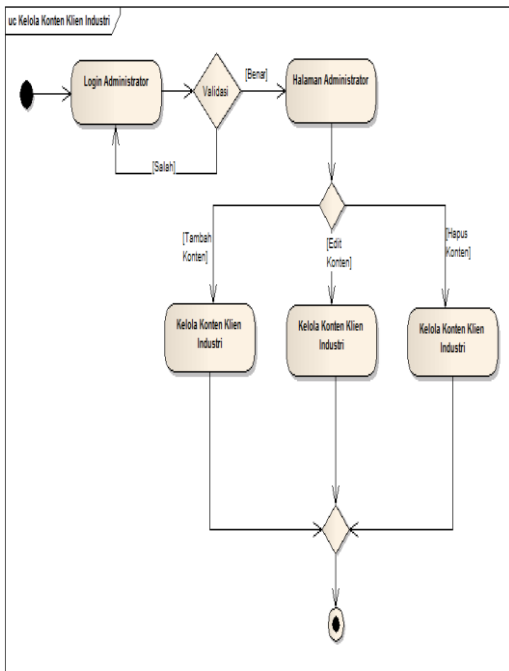 uc Kelola Konten Klien Industri
Login Administrator
Validasi
[Benar]
Halaman Administrator
[Salah]
[Tambah
Konten]
[Edit
Konten]
[Hapus
Konten]
Kelola Konten Klien
Industri
Kelola Konten Klien
Industri
Kelola Konten Klien
Industri